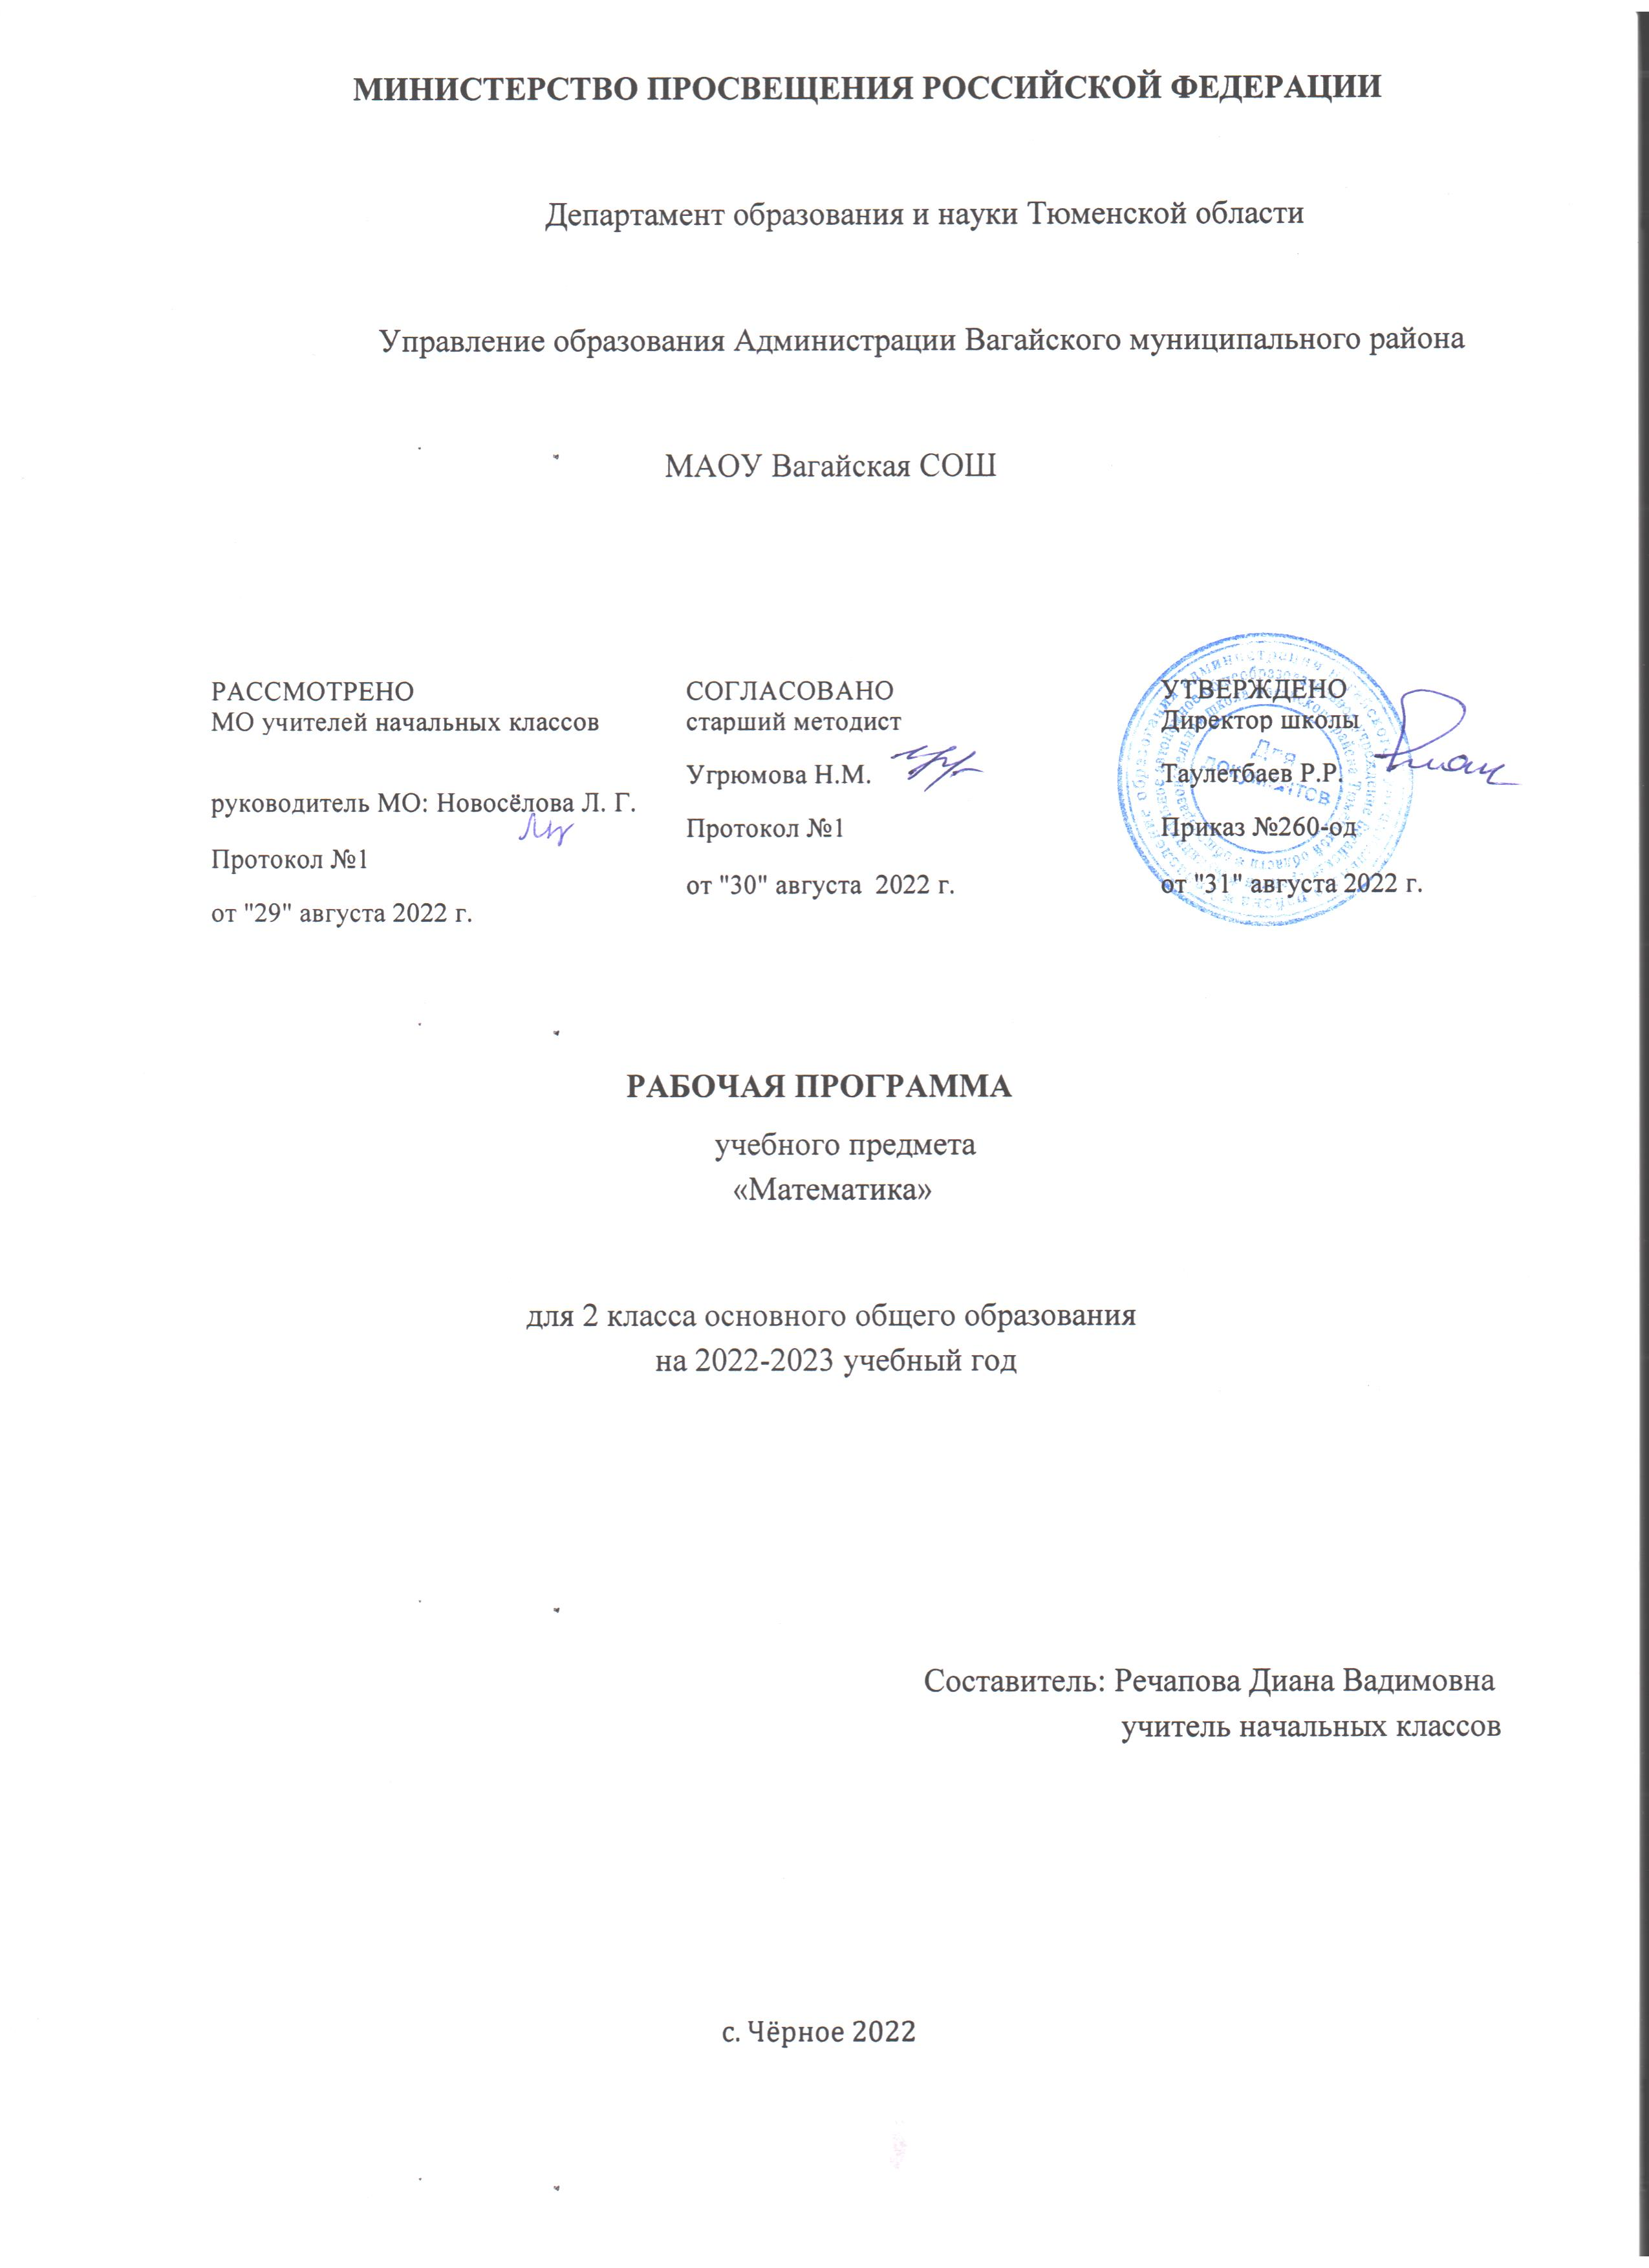 МИНИСТЕРСТВО ПРОСВЕЩЕНИЯ РОССИЙСКОЙ ФЕДЕРАЦИИ
Департамент образования и науки Тюменской области
Управление образования Администрации Вагайского муниципального района
МАОУ Вагайская СОШ
РАССМОТРЕНО
МО учителей начальных классов
руководитель МО: Новосёлова Л. Г.
Протокол №1
от "29" августа 2022 г.
СОГЛАСОВАНО
старший методист
Угрюмова Н.М.
Протокол №1
от "30" августа 2022 г.
УТВЕРЖДЕНО
Директор школы
Таулетбаев Р.Р.
Приказ №260-од
от "31" августа 2022 г.
Для
документов
РАБОЧАЯ ПРОГРАММА
учебного предмета
«Математика»
для 2 класса основного общего образования
на 2022-2023 учебный год
Составитель: Речапова Диана Вадимовна
учитель начальных классов
с. Чёрное 2022